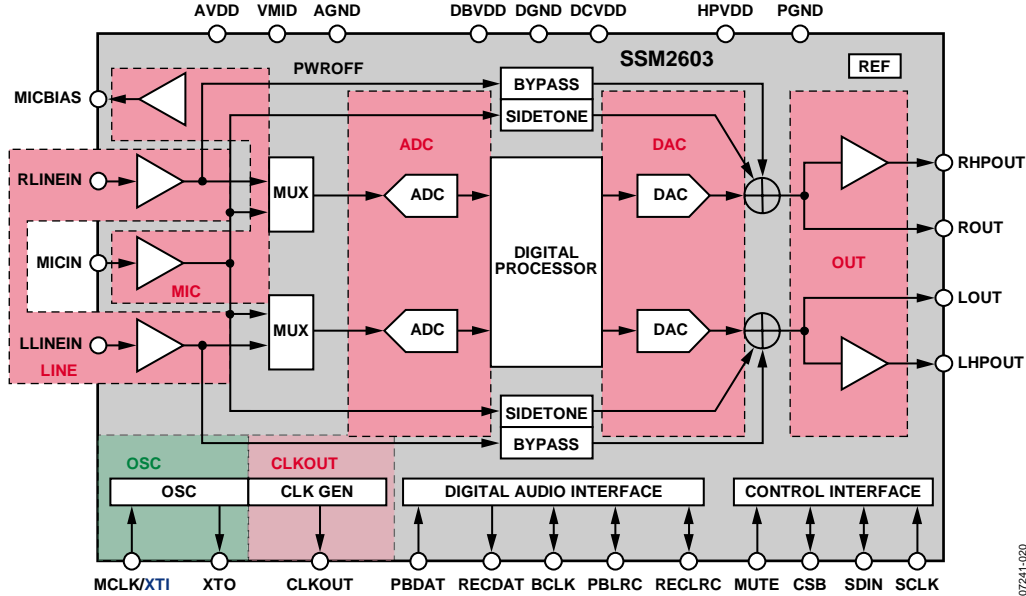 AVDD VMID AGND DBVDD DGND DCVDD HPVDD PGND
PWROFF SSM2603
REF
MICBIAS
BYPASS
SIDETONE
ADC DAC
RLINEIN
MUX
ADC DAC
RHPOUT
ROUT
MICIN
MIC
DIGITAL
PROCESSOR
OUT
LOUT
LLINEIN
MUX
ADC DAC
LINE
LHPOUT
SIDETONE
BYPASS
OSC CLKOUT
OSC CLK GEN DIGITAL AUDIO INTERFACE CONTROL INTERFACE
MCLK/XTI XTO CLKOUT PBDAT RECDAT BCLK PBLRC RECLRC MUTE CSB SDIN SCLK
07241-020